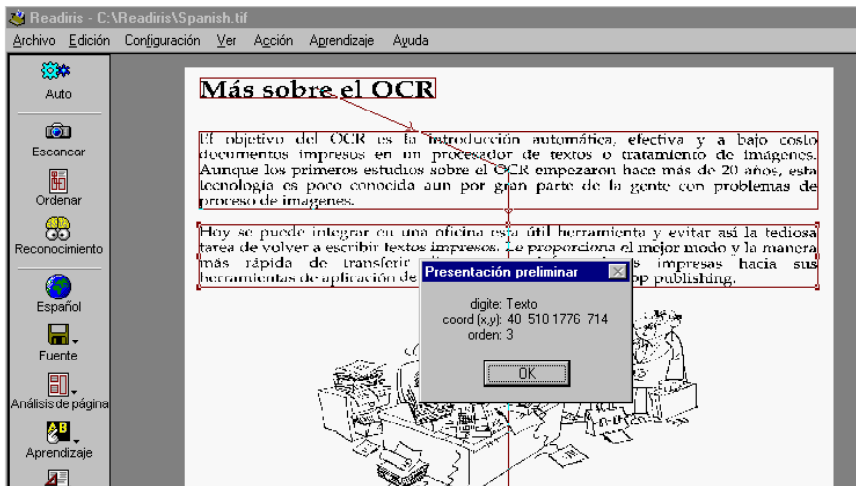 Readiris - C:\Readiris\Spanish.tif
Archivo Edición Configuración Ver Acción Aprendizaje Ayuda
Auto
Escanear
Ordenar
Reconocimiento
Español
Fuente
Análisis de página
Aprendizaje
Más sobre el OCR
El objetivo del OCR es la introducción automática, efectiva y a bajo costo
documentos impresos en un procesador de textos o tratamiento de imágenes.
Aunque los primeros estudios sobre el OCR empezaron hace más de 20 años, esta
tecnología es poco conocida aun por gran parte de la gente con problemas de
proceso de imagenes.
Hoy se puede integrar en una oficina esta útil herramienta y evitar así la tediosa
tarea de volver a escribir textos impresos. Le proporciona el mejor modo y la manera
más rápida de transferir impresas hacia sus
herramientas de aplicación de publishing.
Presentación preliminar
digite: Texto
coord (x,y): 40 510 1776 714
orden: 3
OK